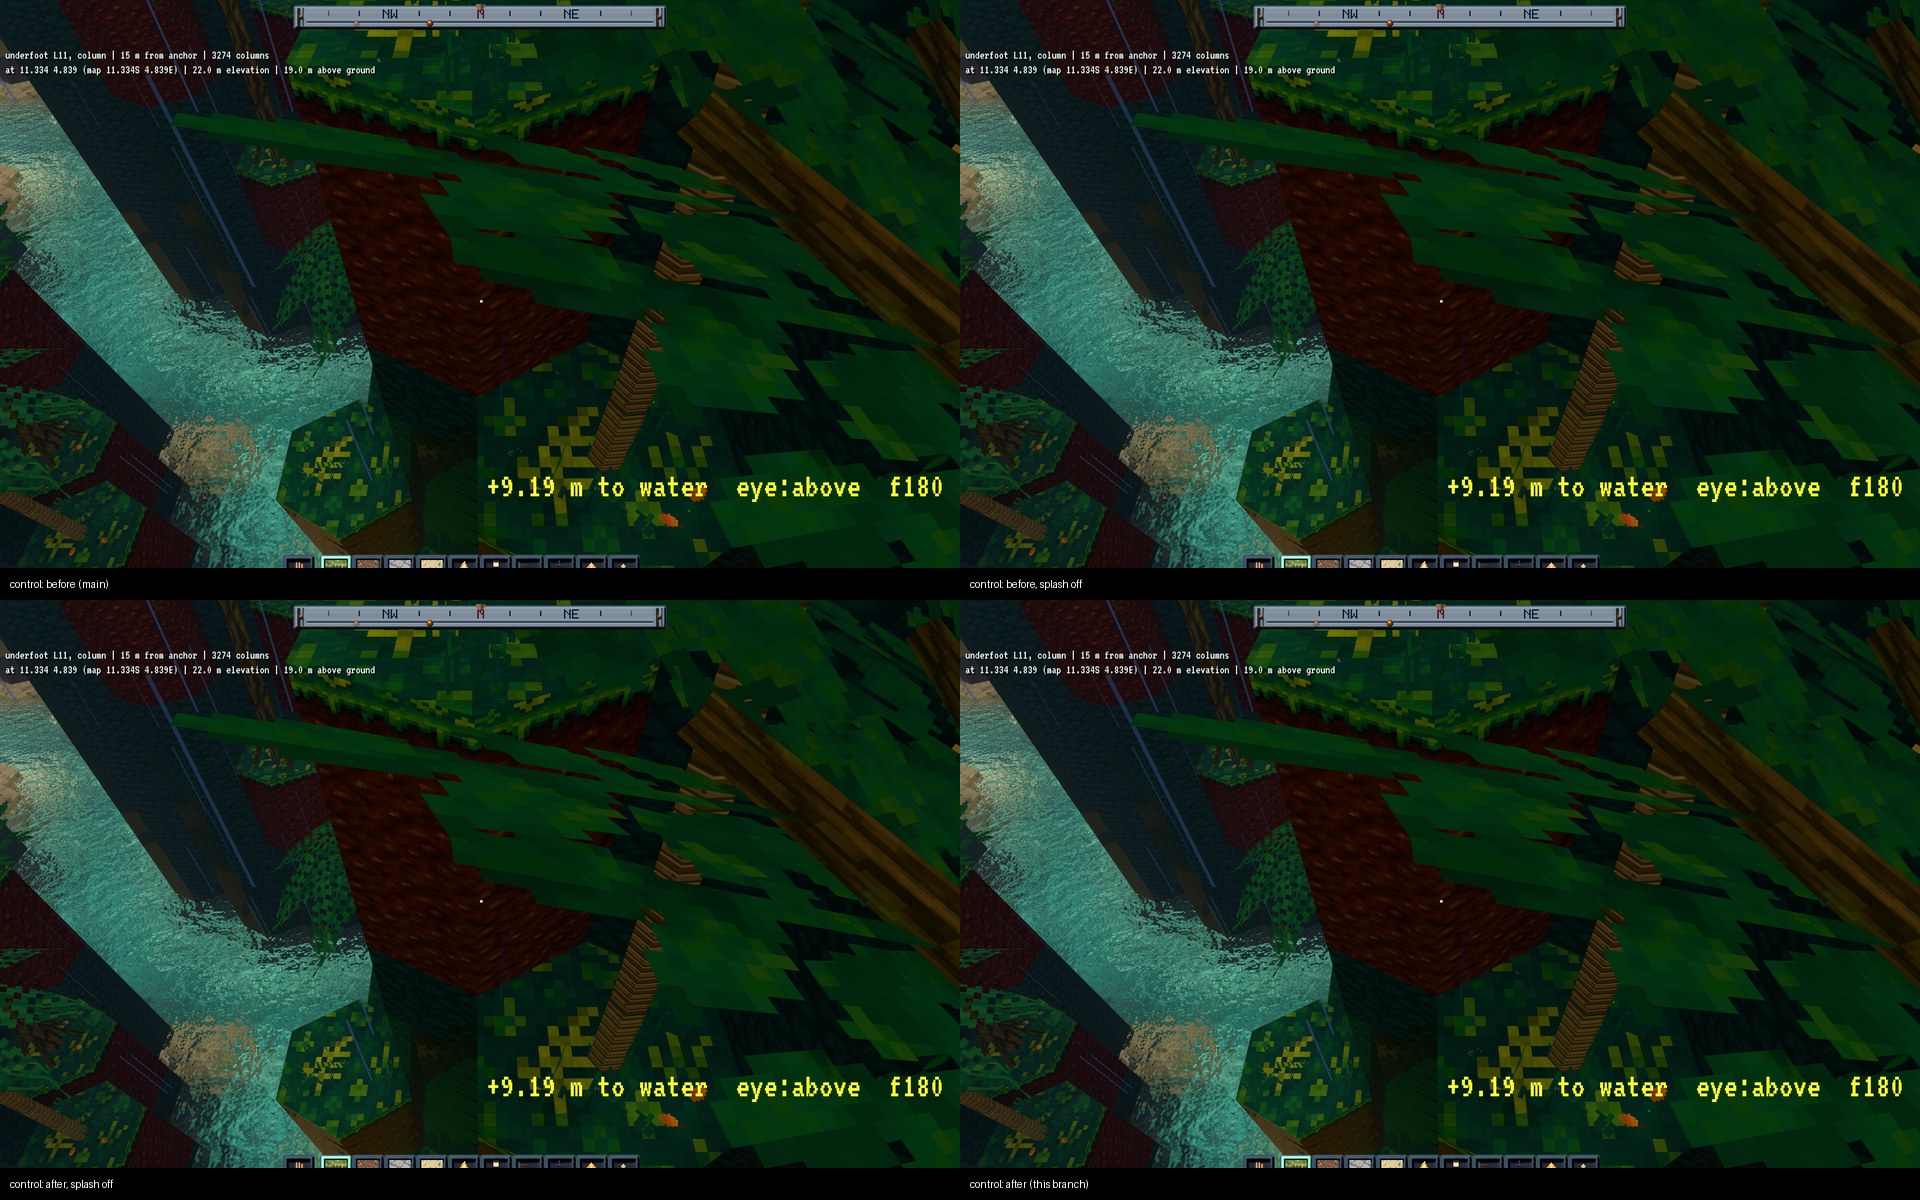 NW N NE
underfoot L11, column | 15 m from anchor | 3274 columns
at 11.334 4.839 (map 11.334S 4.839E) | 22.0 m elevation | 19.0 m above ground
+9.19 m to water eye:above f180
control: before (main)
NW N NE
underfoot L11, column | 15 m from anchor | 3274 columns
at 11.334 4.839 (map 11.334S 4.839E) | 22.0 m elevation | 19.0 m above ground
+9.19 m to water eye:above f180
control: before, splash off
NW N NE
underfoot L11, column | 15 m from anchor | 3274 columns
at 11.334 4.839 (map 11.334S 4.839E) | 22.0 m elevation | 19.0 m above ground
+9.19 m to water eye:above f180
control: after, splash off
NW N NE
underfoot L11, column | 15 m from anchor | 3274 columns
at 11.334 4.839 (map 11.334S 4.839E) | 22.0 m elevation | 19.0 m above ground
+9.19 m to water eye:above f180
control: after (this branch)